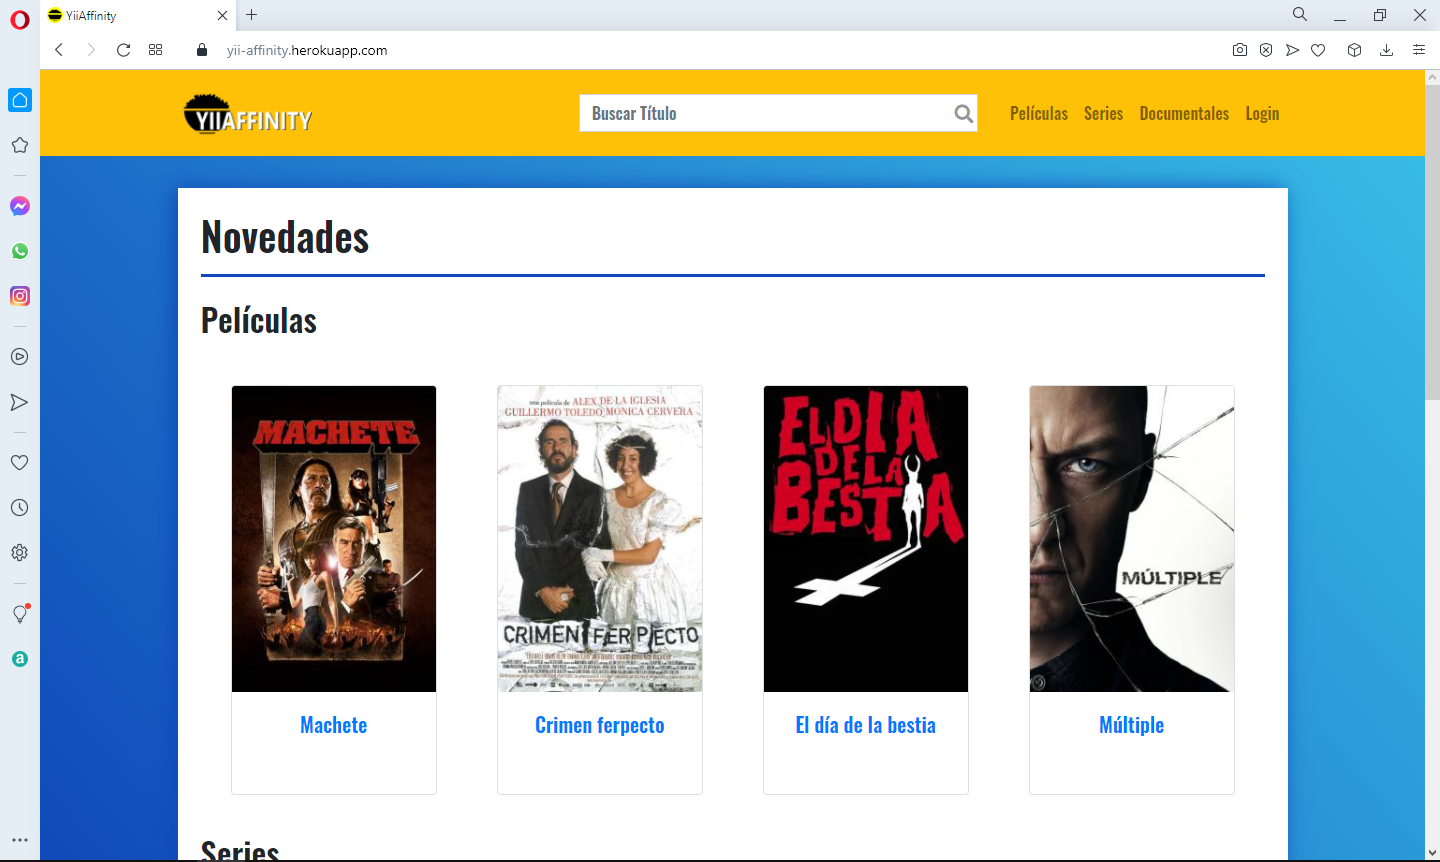 YiiAffinity
yii-affinity.herokuapp.com
YIIAFFINITY
Buscar Título
Películas
Series
Documentales
Login
Novedades
Películas
MACHETE
una película de ALEX DE LA IGLESIA
GUILLERMO TOLEDO MONICA CERVERA
CRIMEN FERPECTO
EL DIA
DE LA
BESTIA
MÚLTIPLE
Machete
Crimen ferpecto
El día de la bestia
Múltiple
Series